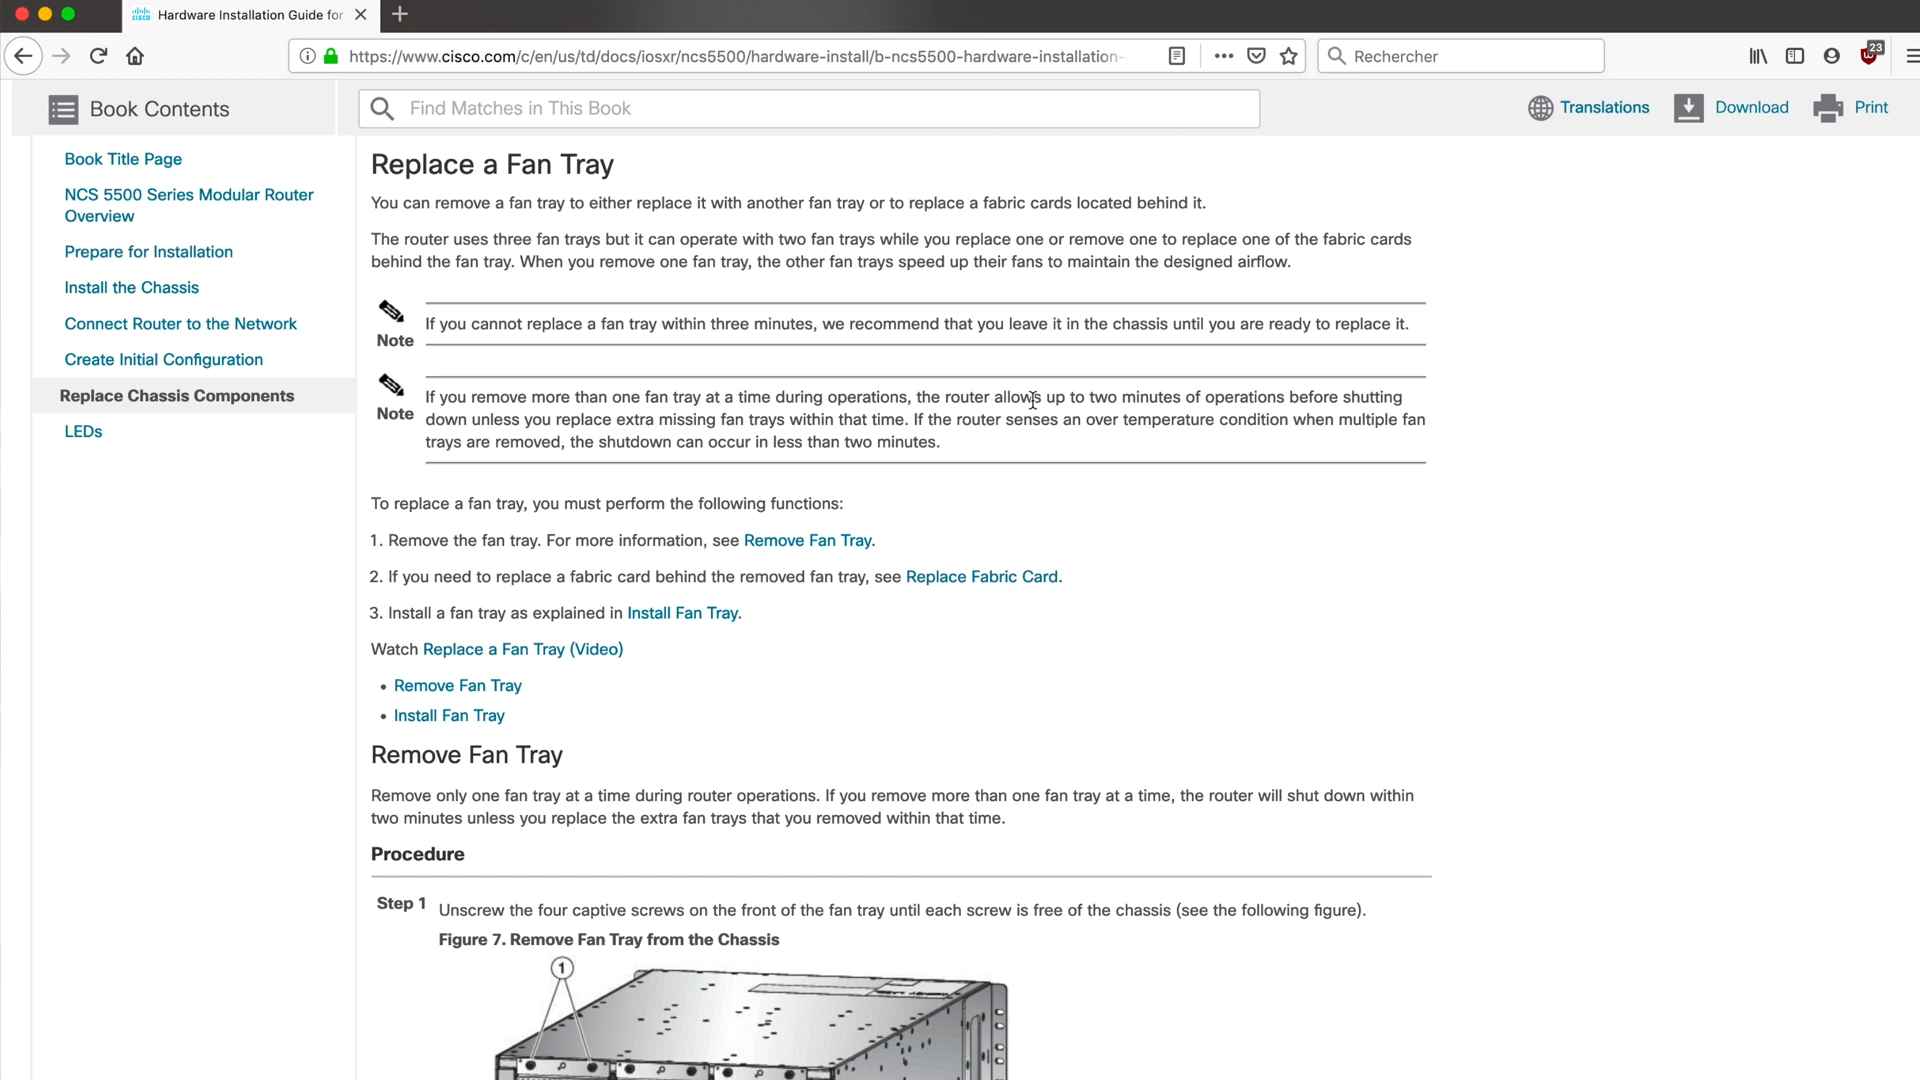 cisco
Hardware Installation Guide for
https://www.cisco.com/c/en/us/td/docs/iosxr/ncs5500/hardware-install/b-ncs5500-hardware-installation-
Rechercher
23
Book Contents
Find Matches in This Book
Translations
Download
Print
Book Title Page
NCS 5500 Series Modular Router
Overview
Prepare for Installation
Install the Chassis
Connect Router to the Network
Create Initial Configuration
Replace Chassis Components
LEDs
Replace a Fan Tray
You can remove a fan tray to either replace it with another fan tray or to replace a fabric cards located behind it.
The router uses three fan trays but it can operate with two fan trays while you replace one or remove one to replace one of the fabric cards
behind the fan tray. When you remove one fan tray, the other fan trays speed up their fans to maintain the designed airflow.
Note
If you cannot replace a fan tray within three minutes, we recommend that you leave it in the chassis until you are ready to replace it.
Note
If you remove more than one fan tray at a time during operations, the router allows up to two minutes of operations before shutting
down unless you replace extra missing fan trays within that time. If the router senses an over temperature condition when multiple fan
trays are removed, the shutdown can occur in less than two minutes.
To replace a fan tray, you must perform the following functions:
1. Remove the fan tray. For more information, see Remove Fan Tray.
2. If you need to replace a fabric card behind the removed fan tray, see Replace Fabric Card.
3. Install a fan tray as explained in Install Fan Tray.
Watch Replace a Fan Tray (Video)
• Remove Fan Tray
• Install Fan Tray
Remove Fan Tray
Remove only one fan tray at a time during router operations. If you remove more than one fan tray at a time, the router will shut down within
two minutes unless you replace the extra fan trays that you removed within that time.
Procedure
Step 1
Unscrew the four captive screws on the front of the fan tray until each screw is free of the chassis (see the following figure).
Figure 7. Remove Fan Tray from the Chassis
1